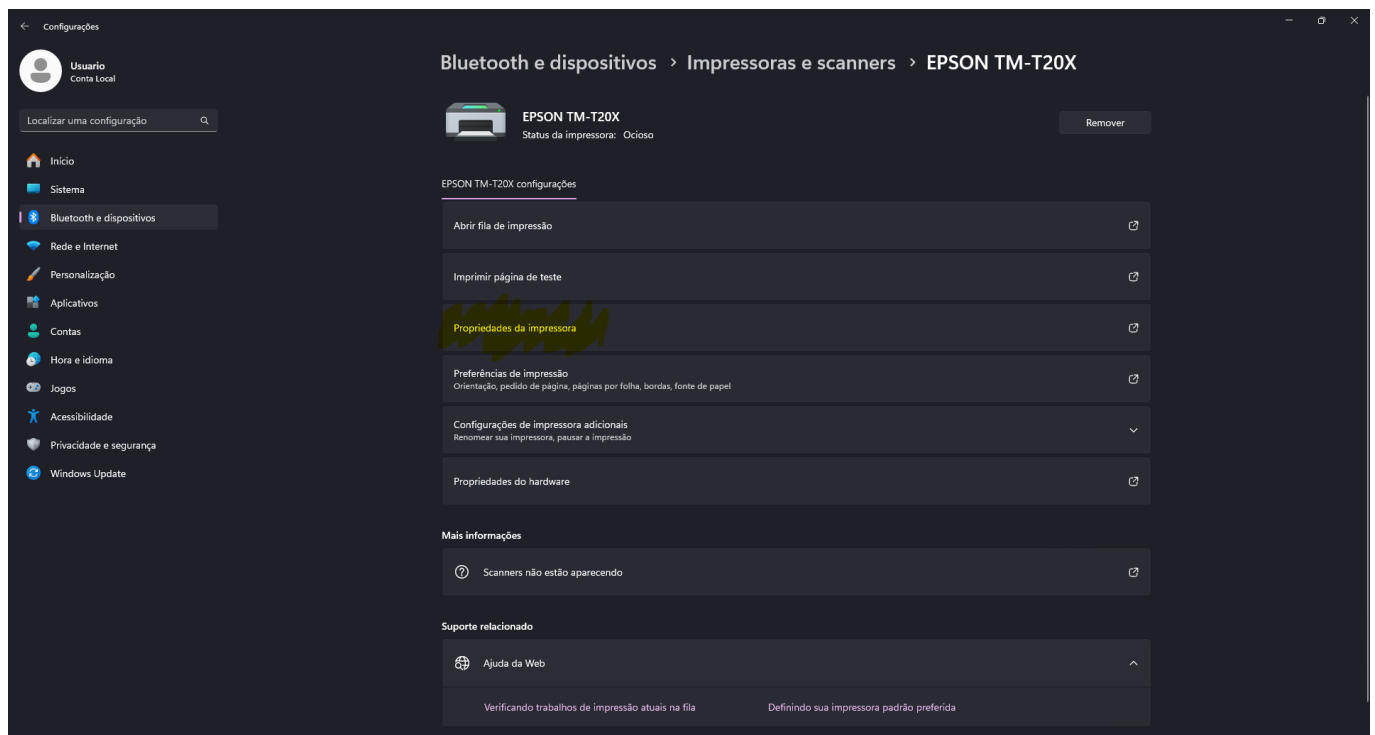 Configurações
Usuario
Conta Local
Localizar uma configuração
Início
Sistema
Bluetooth e dispositivos
Rede e Internet
Personalização
Aplicativos
Contas
Hora e idioma
Jogos
Acessibilidade
Privacidade e segurança
Windows Update
Bluetooth e dispositivos > Impressoras e scanners > EPSON TM-T20X
EPSON TM-T20X
Status da impressora: Ocioso
Remover
EPSON TM-T20X configurações
Abrir fila de impressão
Imprimir página de teste
Propriedades da impressora
Preferências de impressão
Orientação, pedido de página, páginas por folha, bordas, fonte de papel
Configurações de impressora adicionais
Renomear sua impressora, pausar a impressão
Propriedades do hardware
Mais informações
Scanners não estão aparecendo
Suporte relacionado
Ajuda da Web
Verificando trabalhos de impressão atuais na fila
Definindo sua impressora padrão preferida